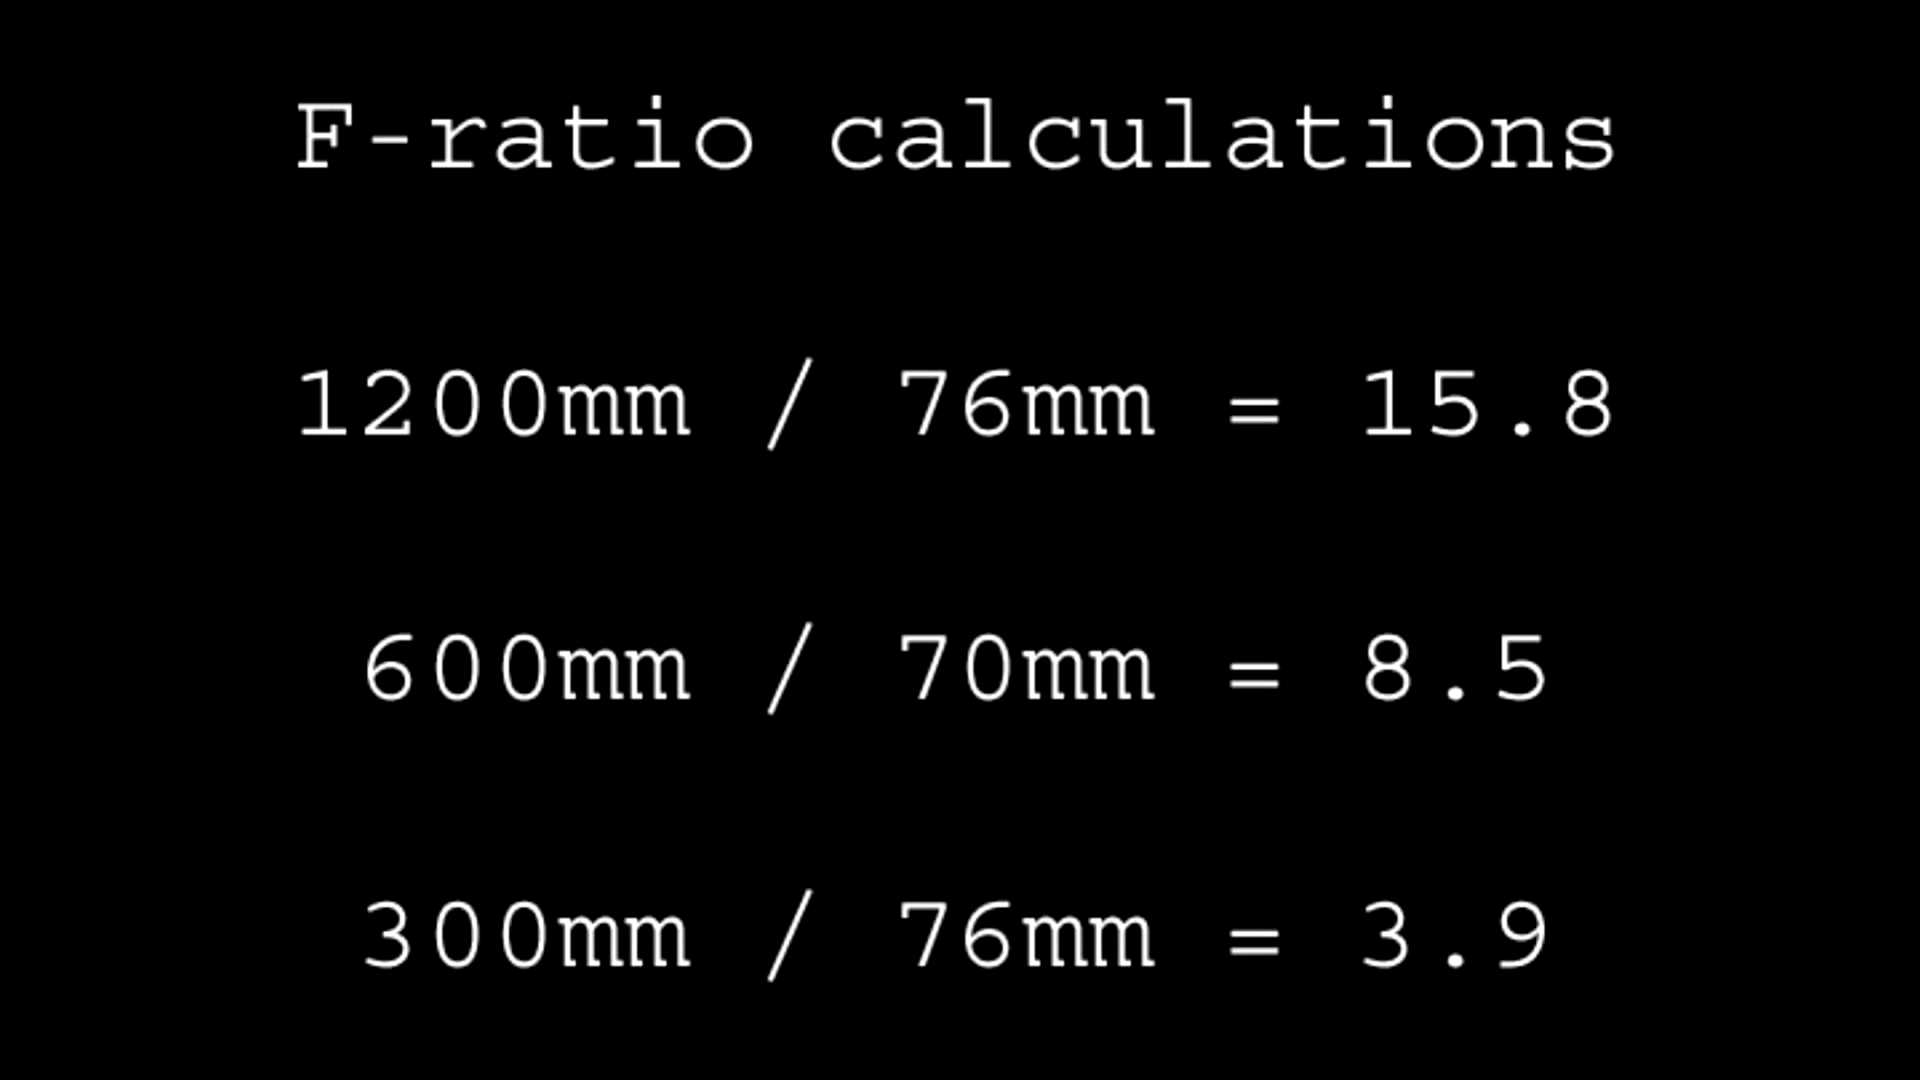 F-ratio calculations
1200mm / 76mm = 15.8
600mm / 70mm = 8.5
300mm / 76mm = 3.9